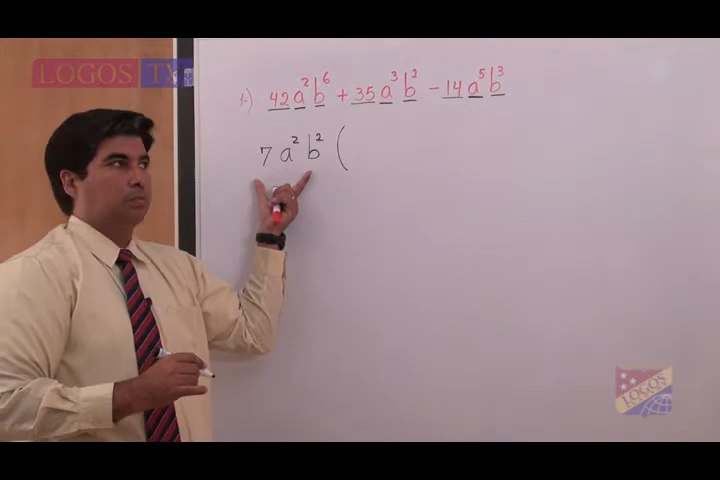 LOGOS TV
1-) 42a²b⁶ + 35a³b² - 14a⁵b³
7a²b² (
LOGOS